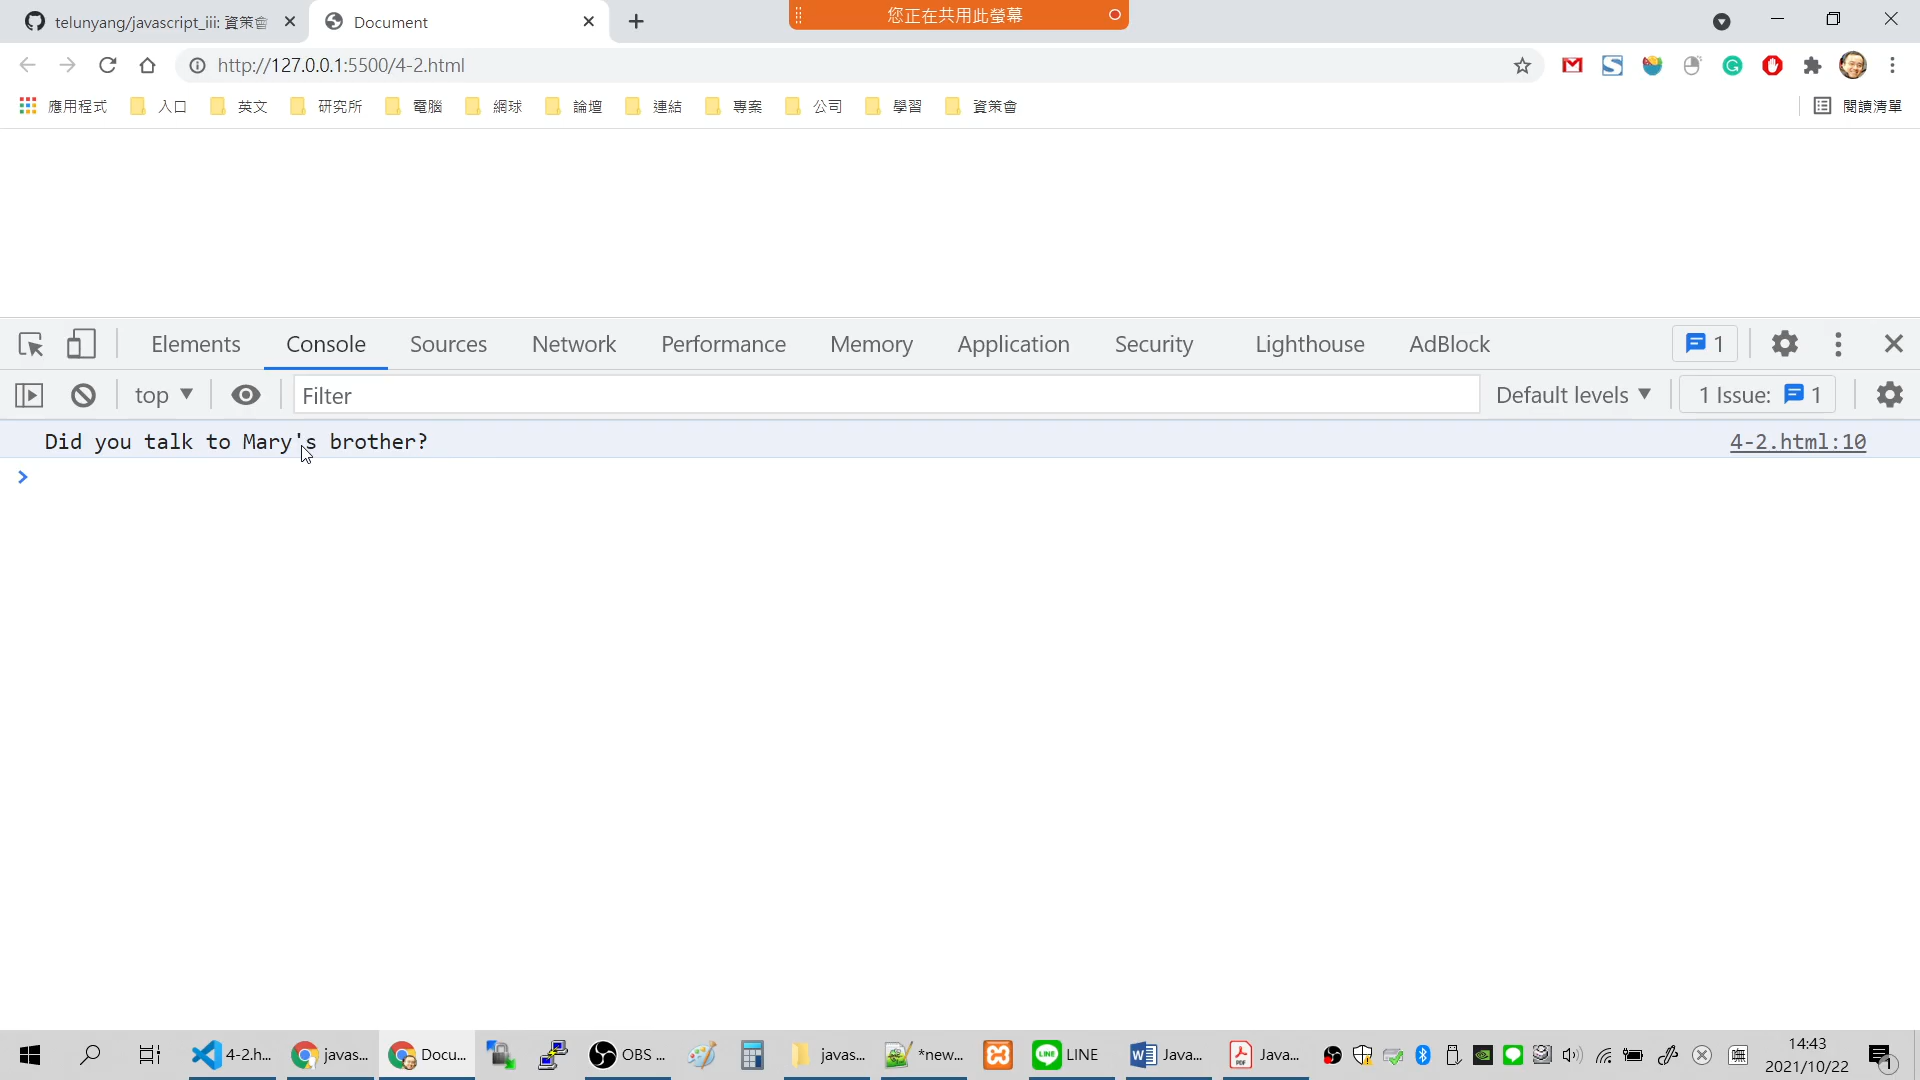 telunyang/javascript_iii: 資策會
Document
您正在共用此螢幕
http://127.0.0.1:5500/4-2.html
應用程式
入口
英文
研究所
電腦
網球
論壇
連結
專案
公司
學習
資策會
閱讀清單
Elements
Console
Sources
Network
Performance
Memory
Application
Security
Lighthouse
AdBlock
1
top
Filter
Default levels
1 Issue: 1
Did you talk to Mary's brother?
4-2.html:10
4-2.h...
javas...
Docu...
OBS ...
javas...
*new...
LINE
Java...
Java...
14:43
2021/10/22
1